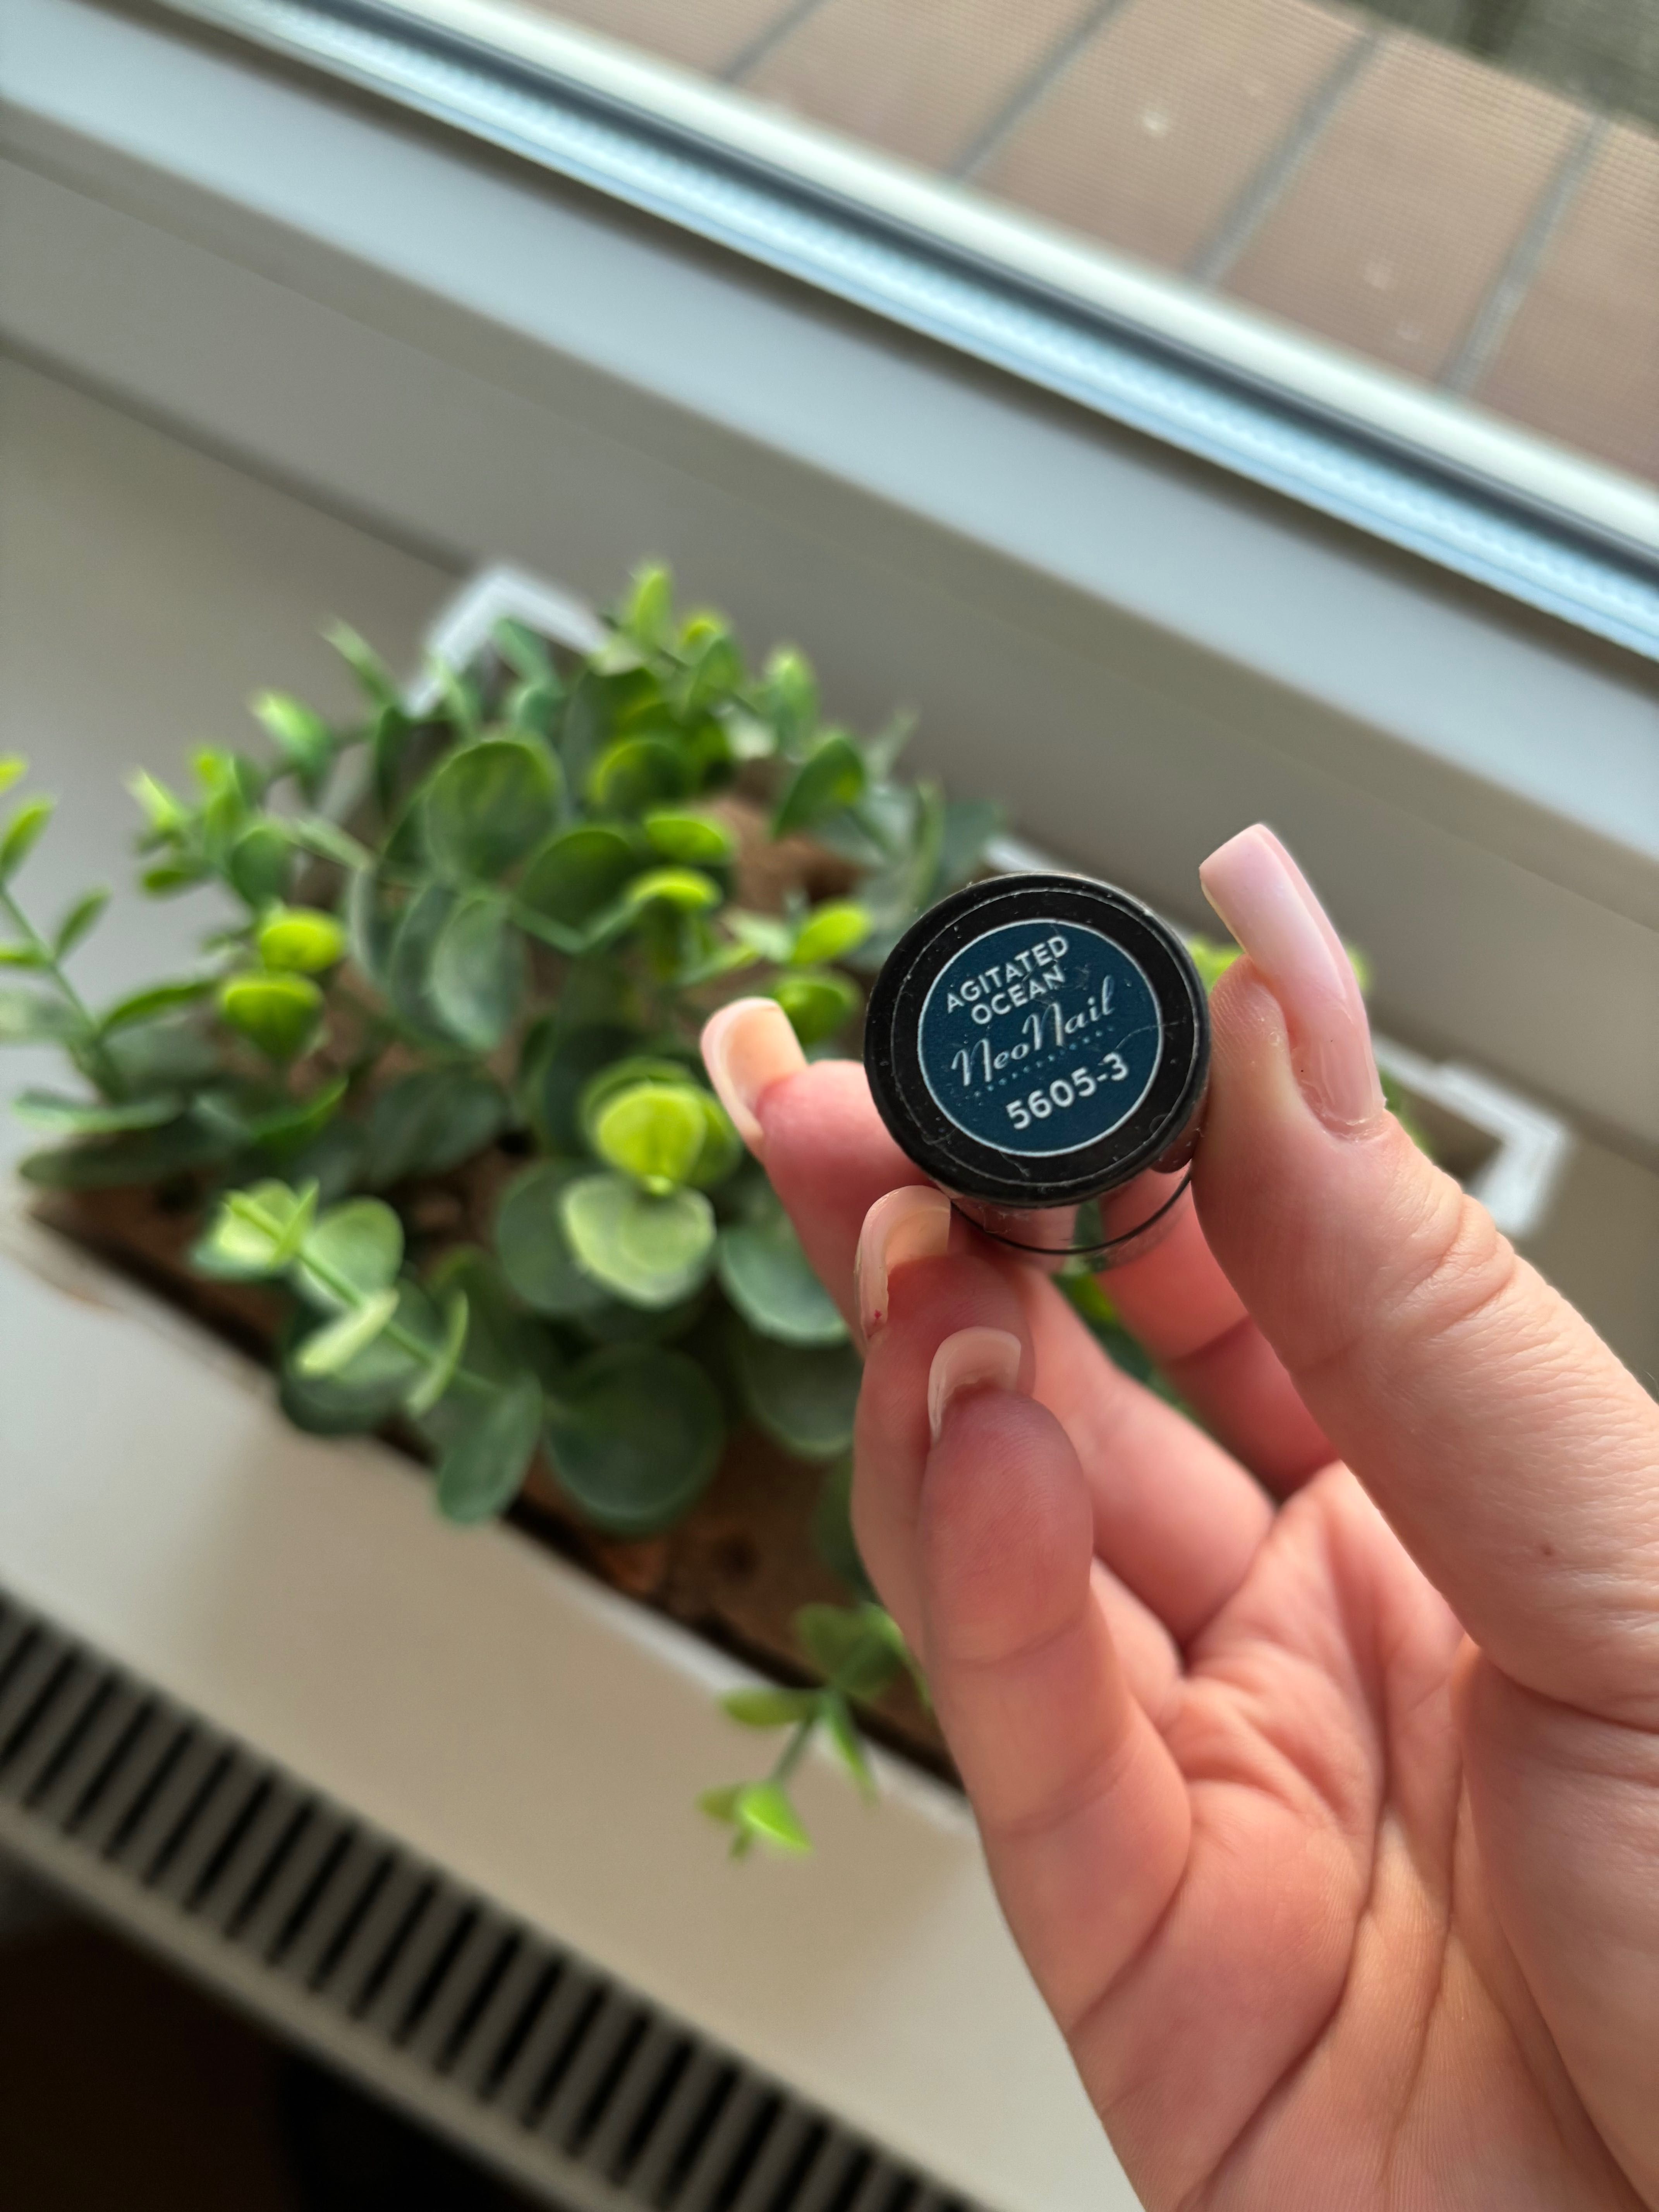 AGITATED
OCEAN
NeoNail
5605-3